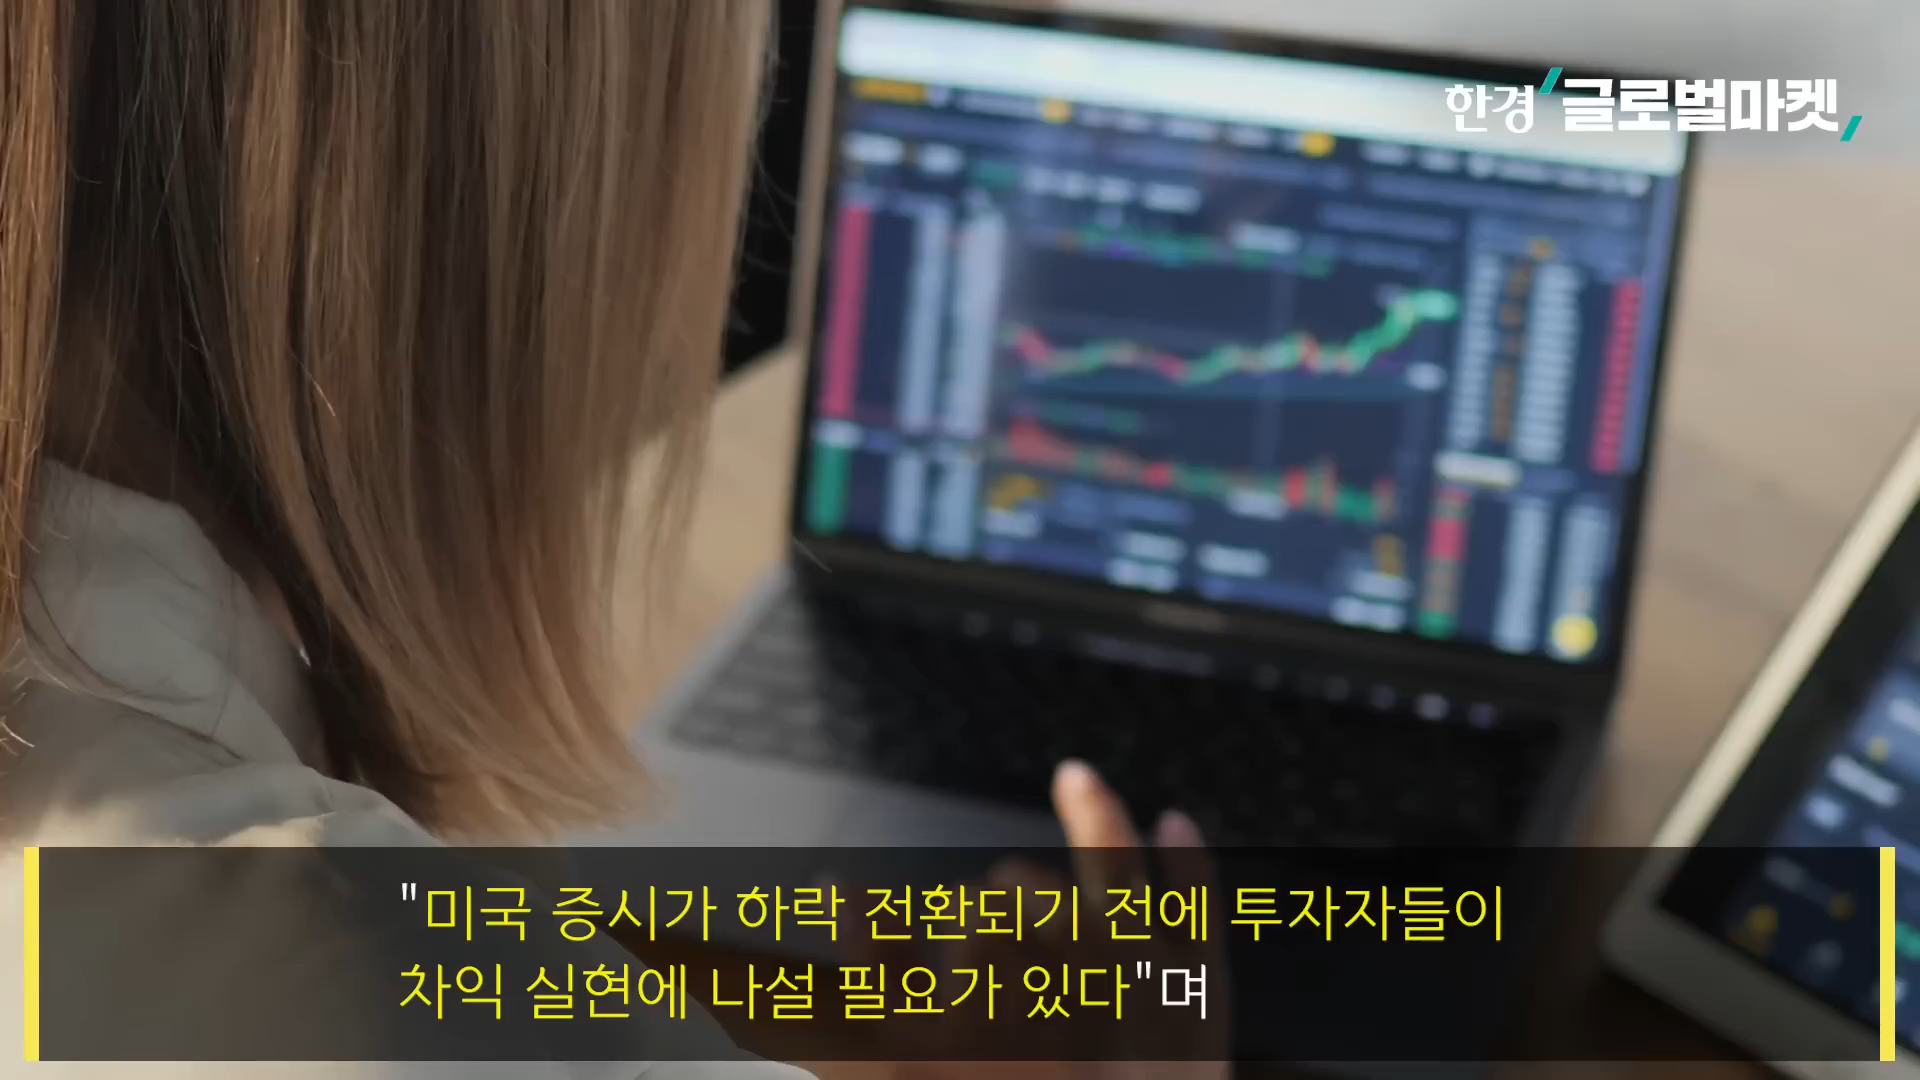 한경 글로벌마켓
"미국 증시가 하락 전환되기 전에 투자자들이
차익 실현에 나설 필요가 있다"며